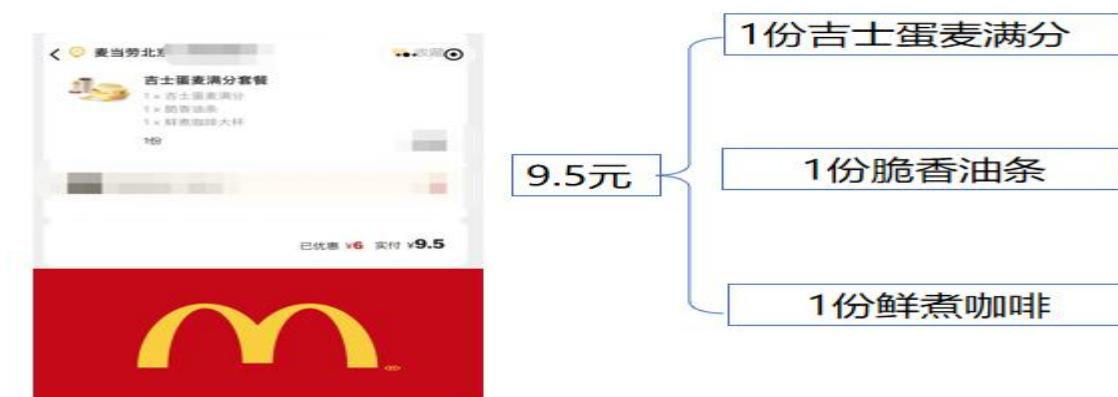 麦当劳北
吉士蛋麦满分套餐
1 x 吉士蛋麦满分
1 x 脆香油条
1 x 鲜煮咖啡大杯
1份
已优惠 ¥6 实付 ¥9.5
9.5元
1份吉士蛋麦满分
1份脆香油条
1份鲜煮咖啡